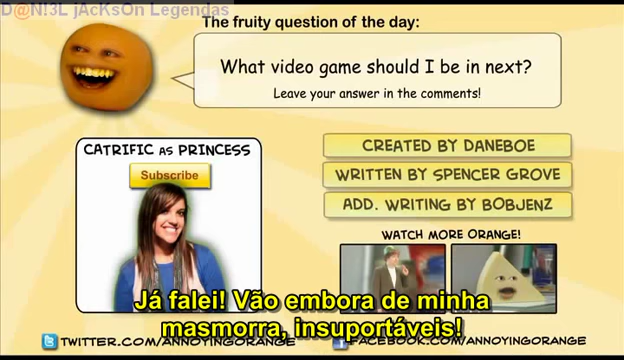 D@N!3L jAcKsOn Legendas
The fruity question of the day:
What video game should I be in next?
Leave your answer in the comments!
CATRIFIC AS PRINCESS
Subscribe
CREATED BY DANEBOE
WRITTEN BY SPENCER GROVE
ADD. WRITING BY BOBJENZ
WATCH MORE ORANGE!
Já falei! Vão embora de minha
masmorra, insuportáveis!
TWITTER.COM/ANNOYINGORANGE
FACEBOOK.COM/ANNOYINGORANGE